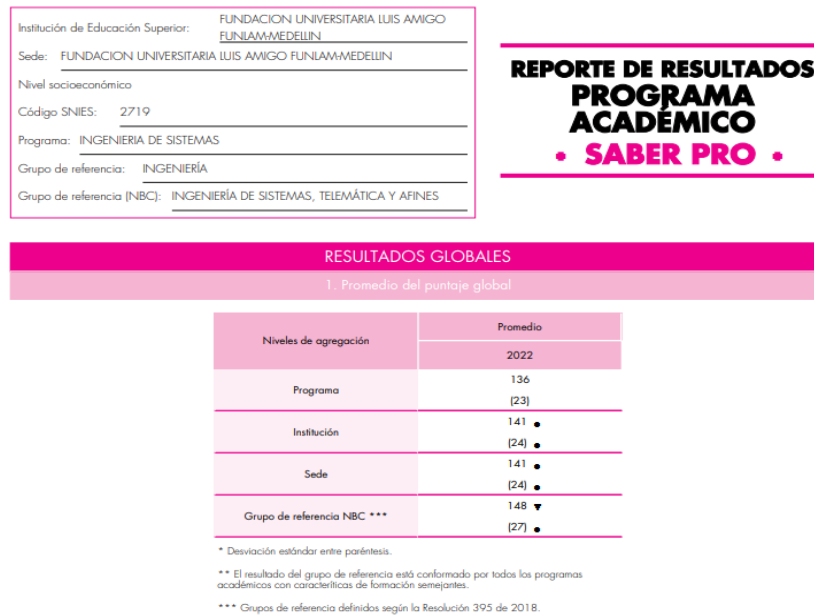 Institución de Educación Superior: FUNDACION UNIVERSITARIA LUIS AMIGO
FUNLAM-MEDELLIN
Sede: FUNDACION UNIVERSITARIA LUIS AMIGO FUNLAM-MEDELLIN
Nivel socioeconómico
Código SNIES: 2719
Programa: INGENIERIA DE SISTEMAS
Grupo de referencia: INGENIERÍA
Grupo de referencia (NBC): INGENIERÍA DE SISTEMAS, TELEMÁTICA Y AFINES
REPORTE DE RESULTADOS
PROGRAMA
ACADÉMICO
• SABER PRO •
RESULTADOS GLOBALES
1. Promedio del puntaje global
Niveles de agregación
Promedio
2022
Programa
136
(23)
Institución
141 ●
(24) ●
Sede
141 ●
(24) ●
Grupo de referencia NBC ***
148 ▼
(27) ●
* Desviación estándar entre paréntesis.
** El resultado del grupo de referencia está conformado por todos los programas
académicos con caracteríticas de formación semejantes.
*** Grupos de referencia definidos según la Resolución 395 de 2018.